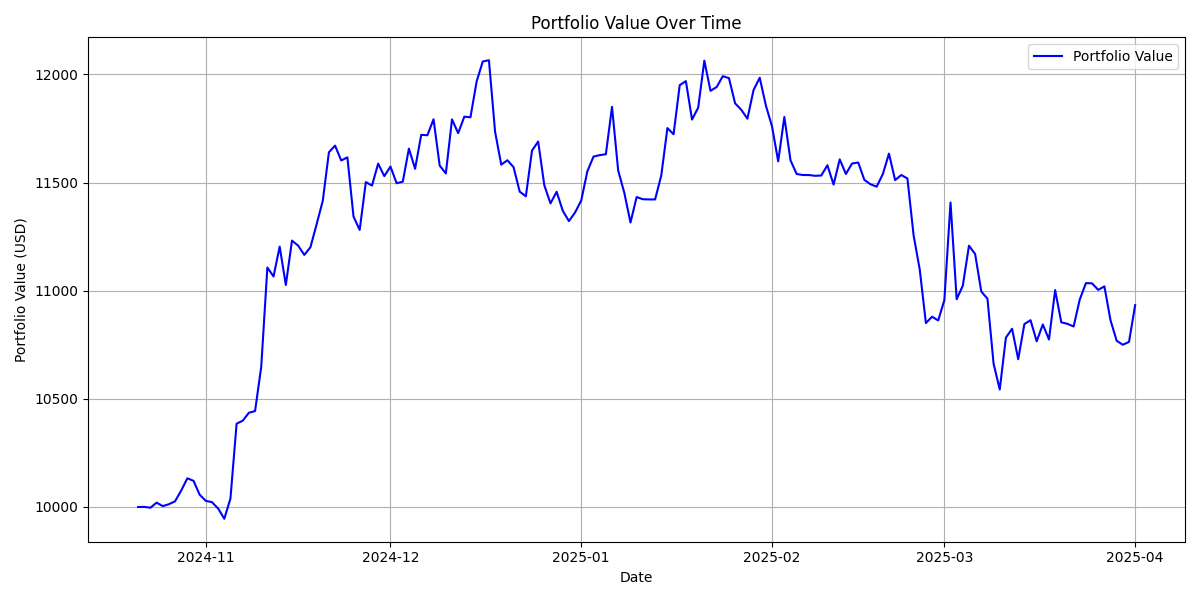 Portfolio Value Over Time
Portfolio Value
Portfolio Value (USD)
12000
11500
11000
10500
10000
2024-11
2024-12
2025-01
2025-02
2025-03
2025-04
Date